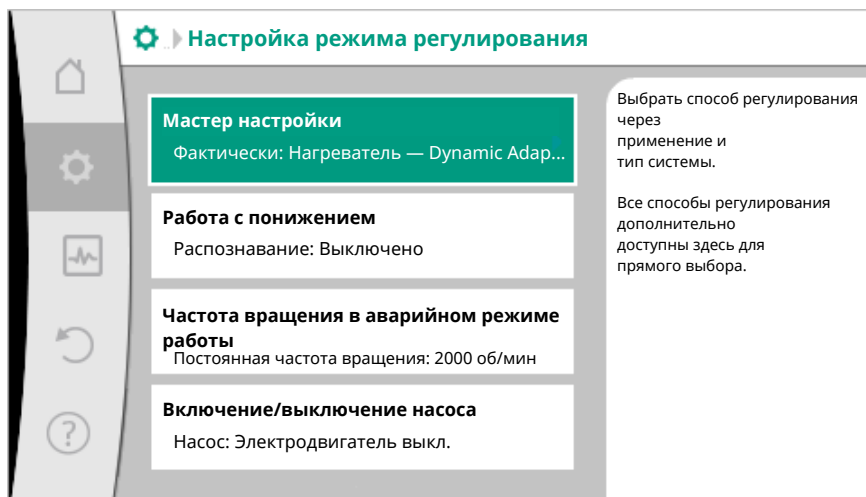 Настройка режима регулирования
Мастер настройки
Фактически: Нагреватель — Dynamic Adap...
Работа с понижением
Распознавание: Выключено
Частота вращения в аварийном режиме
работы
Постоянная частота вращения: 2000 об/мин
Включение/выключение насоса
Насос: Электродвигатель выкл.
Выбрать способ регулирования
через
применение и
тип системы.
Все способы регулирования
дополнительно
доступны здесь для
прямого выбора.